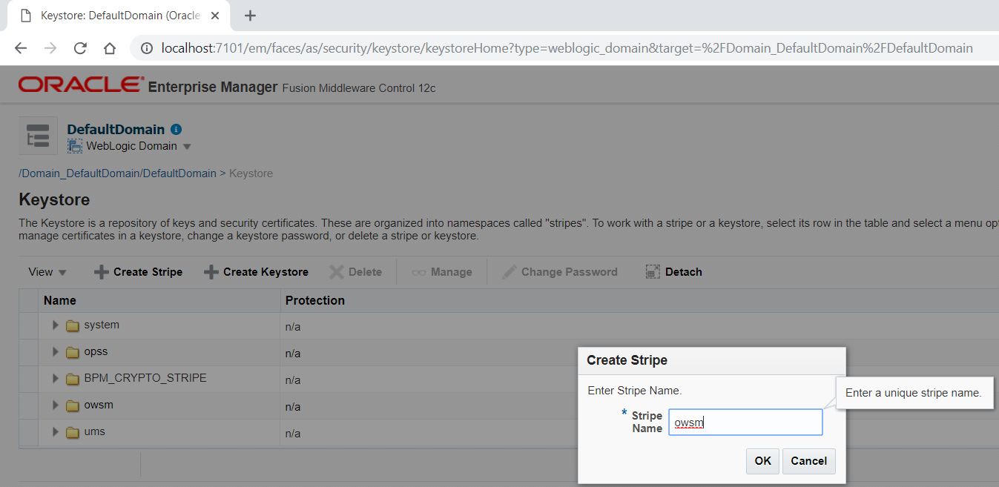 Keystore: DefaultDomain (Oracle
localhost:7101/em/faces/as/security/keystore/keystoreHome?type=weblogic_domain&target=%2FDomain_DefaultDomain%2FDefaultDomain
ORACLE Enterprise Manager Fusion Middleware Control 12c
DefaultDomain
WebLogic Domain
/Domain_DefaultDomain/DefaultDomain > Keystore
Keystore
The Keystore is a repository of keys and security certificates. These are organized into namespaces called "stripes". To work with a stripe or a keystore, select its row in the table and select a menu op
manage certificates in a keystore, change a keystore password, or delete a stripe or keystore.
View Create Stripe Create Keystore Delete Manage Change Password Detach
Name Protection
system n/a
opss n/a
BPM_CRYPTO_STRIPE n/a
owsm n/a
ums n/a
Create Stripe
Enter Stripe Name.
Enter a unique stripe name.
* Stripe
Name
owsm
OK Cancel